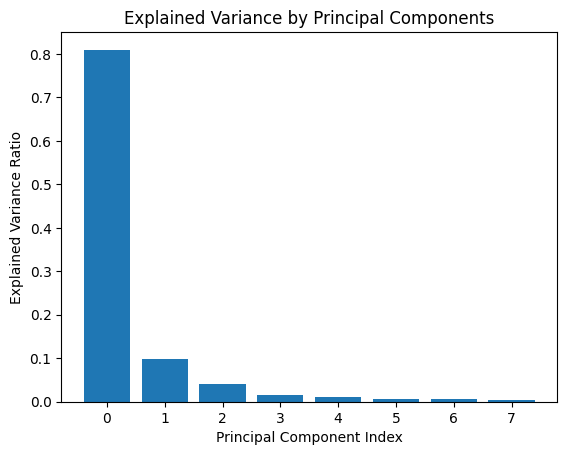 Explained Variance by Principal Components
0.8
0.7
0.6
0.5
0.4
0.3
0.2
0.1
0.0
Explained Variance Ratio
0 1 2 3 4 5 6 7
Principal Component Index